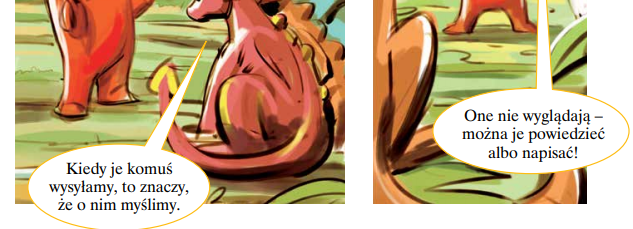 Kiedy je komuś
wysyłamy, to znaczy,
że o nim myślimy.
One nie wyglądają –
można je powiedzieć
albo napisać!